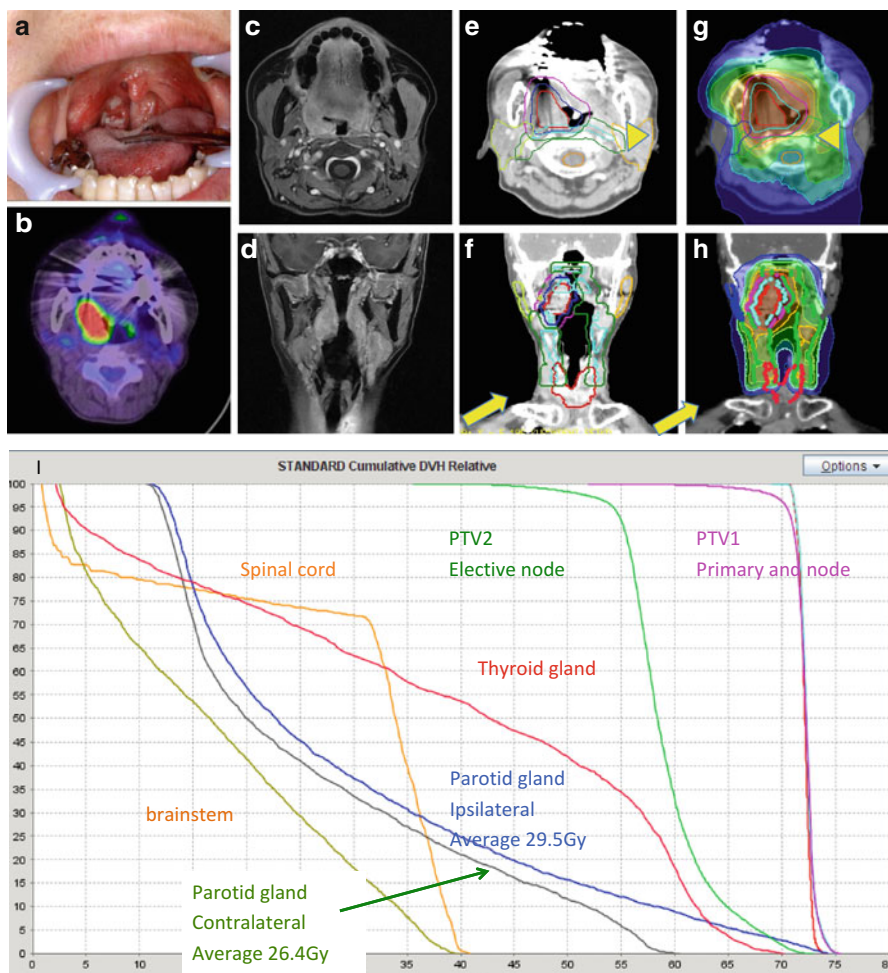 a
b
c
d
e
f
g
h
I
STANDARD Cumulative DVH Relative
Options
100
95
90
85
80
75
70
65
60
55
50
45
40
35
30
25
20
15
10
5
0
Spinal cord
PTV2
Elective node
PTV1
Primary and node
Thyroid gland
brainstem
Parotid gland
Ipsilateral
Average 29.5Gy
Parotid gland
Contralateral
Average 26.4Gy
0 5 10 35 40 45 50 55 60 65 70 75